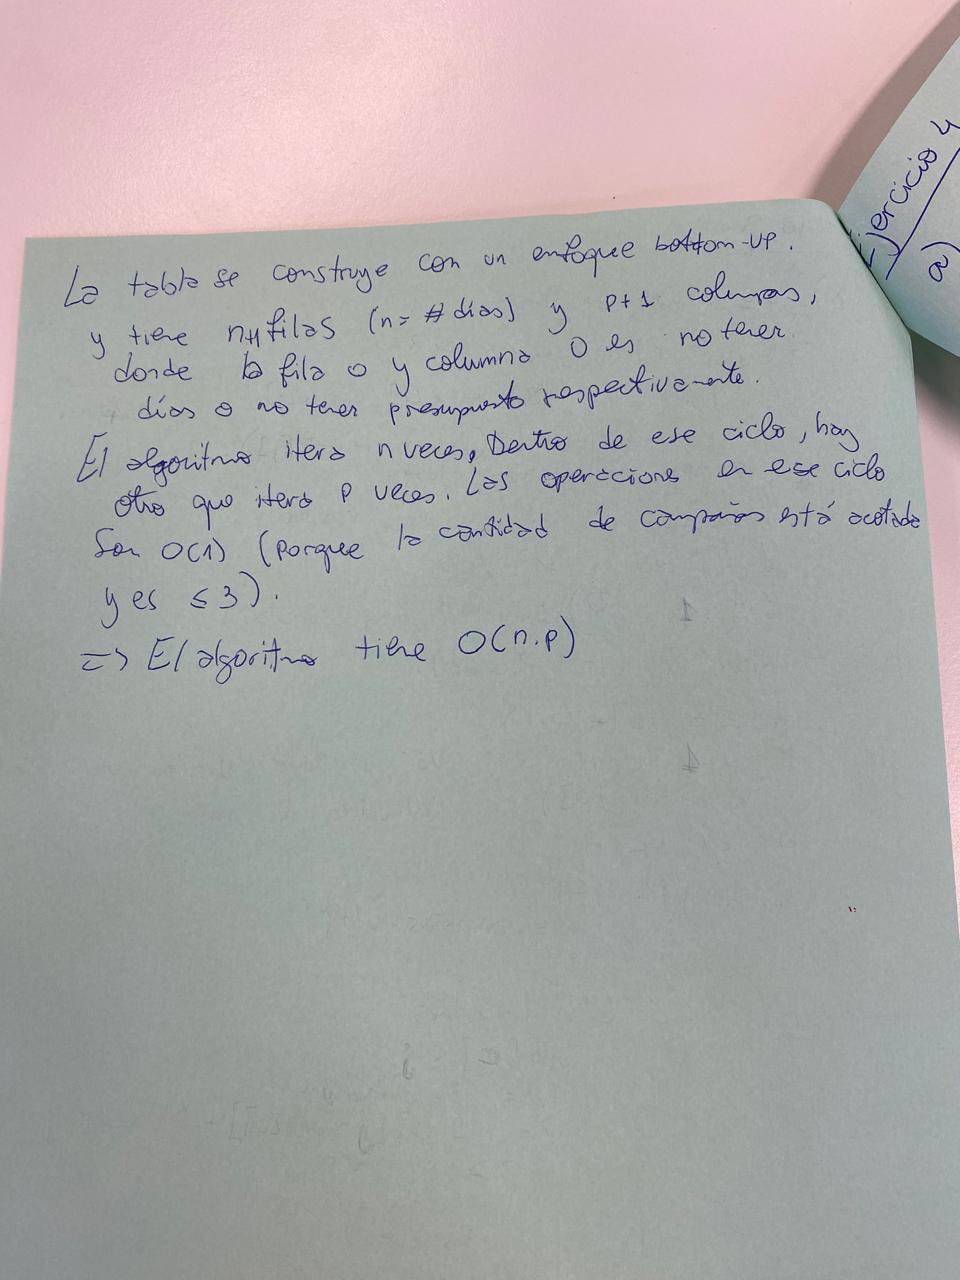 La tabla se construye con un enfoque bottom-up.
y tiene n+1 filas (n = # días) y p+1 columnas,
donde la fila 0 y columna 0 es no tener
días o no tener presupuesto respectivamente.
El algoritmo itera n veces, Dentro de ese ciclo, hay
otro que itera p veces. Las operaciones en ese ciclo
Son O(1) (porque la cantidad de campañas está acotada
y es ≤ 3).
=> El algoritmo tiene O(n.p)
Ejercicio 4
a)